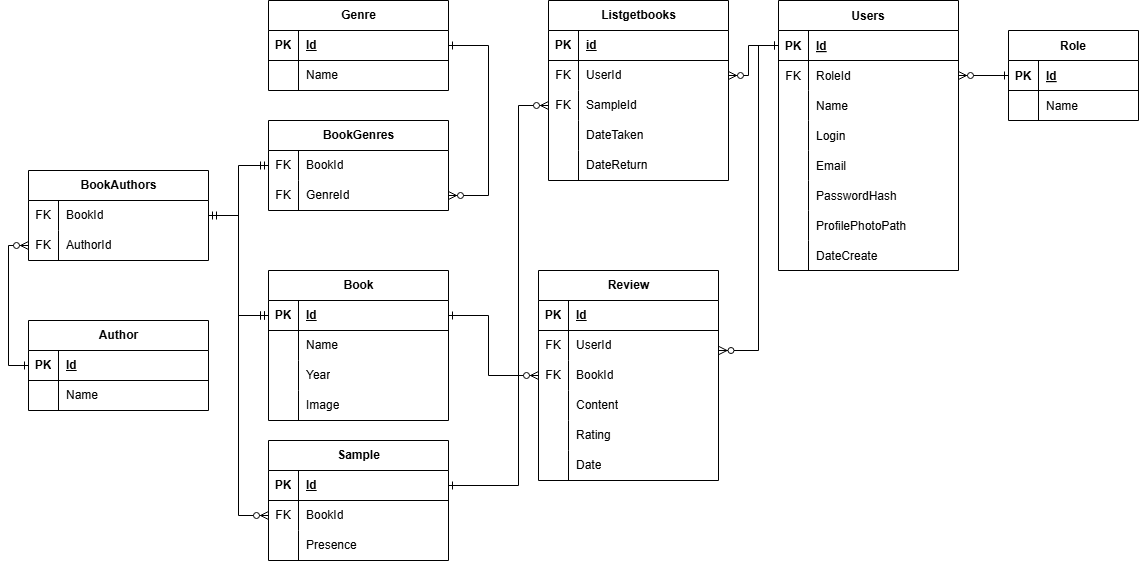 Genre
PK Id
Name
BookGenres
FK BookId
FK GenreId
BookAuthors
FK BookId
FK AuthorId
Author
PK Id
Name
Book
PK Id
Name
Year
Image
Sample
PK Id
FK BookId
Presence
Listgetbooks
PK id
FK UserId
FK SampleId
DateTaken
DateReturn
Review
PK Id
FK UserId
FK BookId
Content
Rating
Date
Users
PK Id
FK RoleId
Name
Login
Email
PasswordHash
ProfilePhotoPath
DateCreate
Role
PK Id
Name